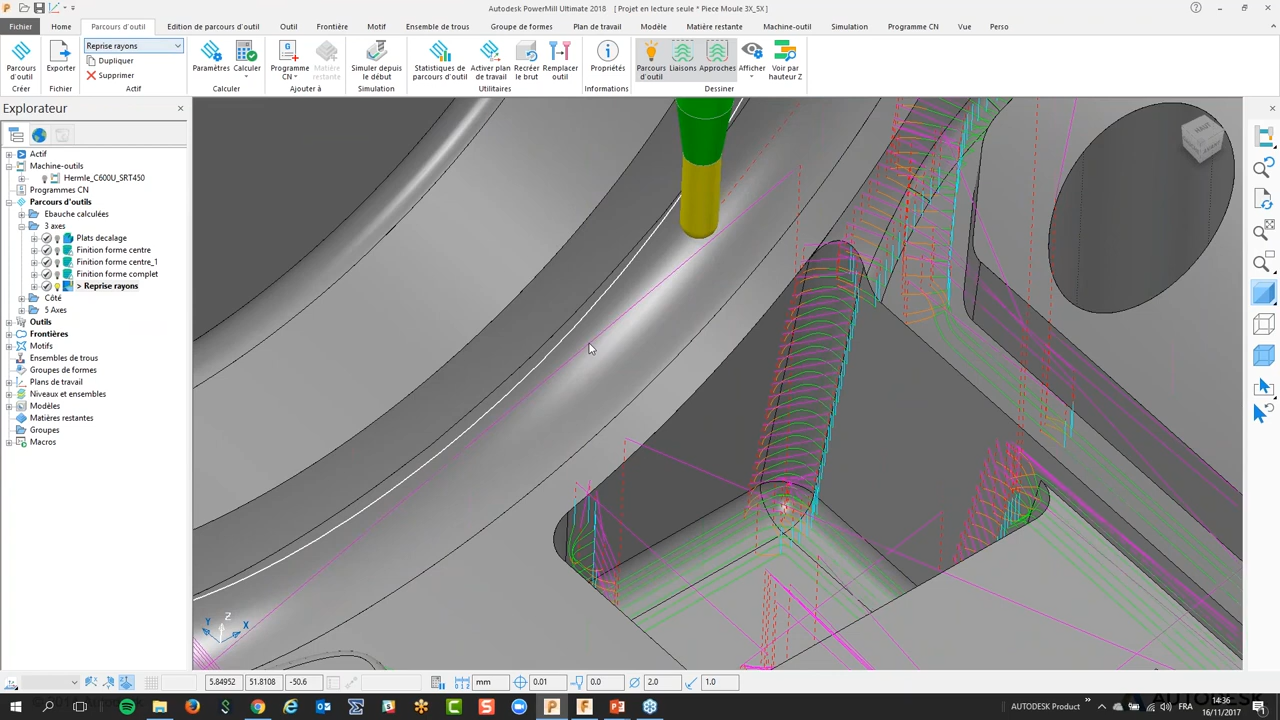 Autodesk PowerMill Ultimate 2018 [ Projet en lecture seule * Piece Moule 3X_5X ]
Fichier Parcours d'outil Edition de parcours d'outil Outil Frontière Motif Ensemble de trous Groupe de formes Plan de travail Modèle Matière restante Machine-outil Simulation Programme CN Vue Perso
Reprise rayons
Dupliquer
Supprimer
Parcours d'outil
Exporter
Paramètres
Calculer
Programme CN
Matière restante
Simuler depuis le début
Statistiques de parcours d'outil
Activer plan de travail
Recréer le brut
Remplacer outil
Propriétés
Parcours d'outil
Liaisons
Approches
Afficher
Voir par hauteur Z
Créer Fichier Actif Calculer Ajouter à Simulation Utilitaires Informations Dessiner
Explorateur
Actif
Machine-outils
Hermle_C600U_SRT450
Programmes CN
Parcours d'outils
Ebauche calculées
3 axes
Plats decalage
Finition forme centre
Finition forme centre_1
Finition forme complet
> Reprise rayons
Côté
5 Axes
Outils
Frontières
Motifs
Ensembles de trous
Groupes de formes
Plans de travail
Niveaux et ensembles
Modèles
Matières restantes
Groupes
Macros
HAUT
Z
Y
X
5.84952 51.8108 -50.6 mm 0.01 0.0 2.0 1.0
AUTODESK Product FRA 14:36
16/11/2017